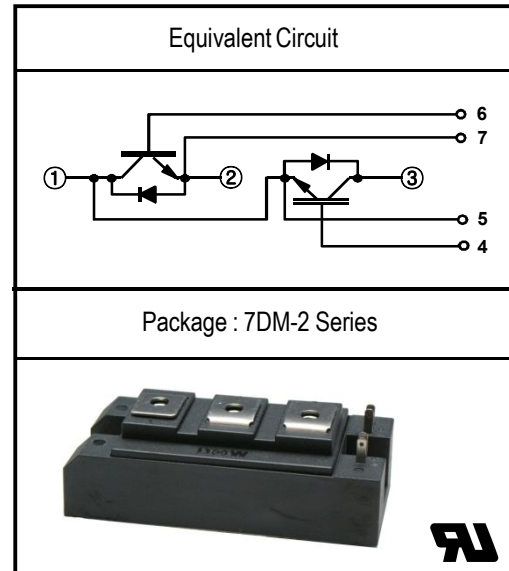 Equivalent Circuit
6
7
① ② ③
5
4
Package : 7DM-2 Series